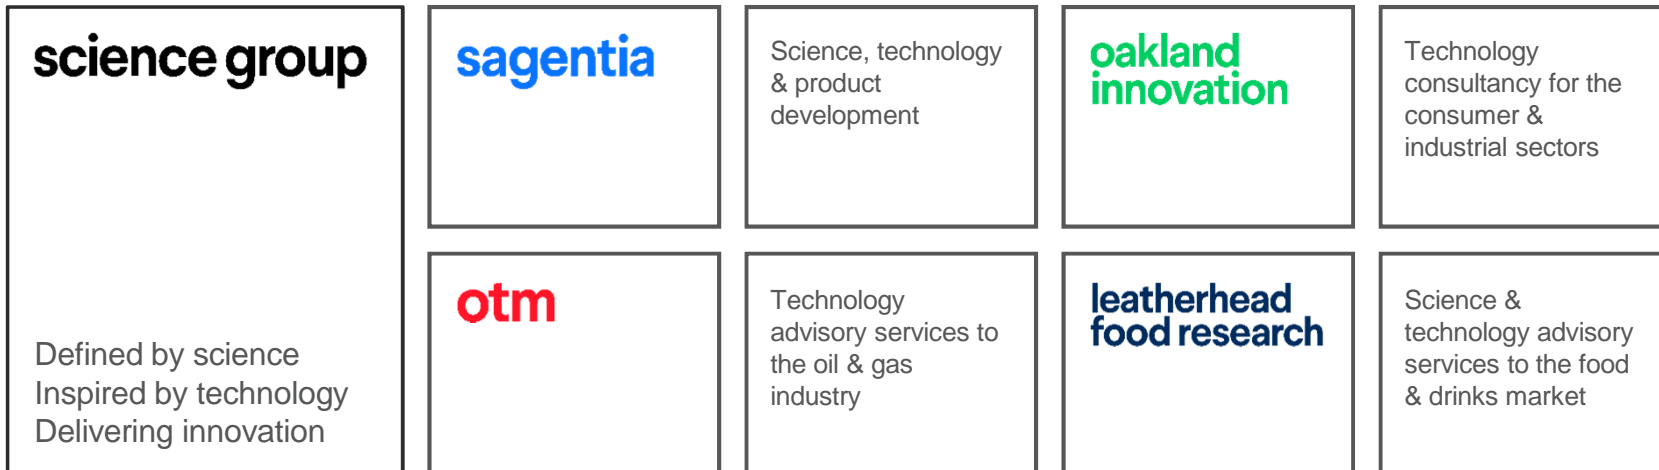 science group
Defined by science
Inspired by technology
Delivering innovation
sagentia
Science, technology
& product
development
oakland
innovation
Technology
consultancy for the
consumer &
industrial sectors
otm
Technology
advisory services to
the oil & gas
industry
leatherhead
food research
Science &
technology advisory
services to the food
& drinks market